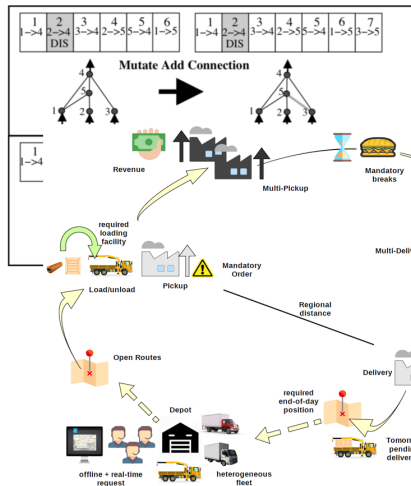 1 2 3 4 5 6
1->4 2->4 3->4 2->5 5->4 1->5
DIS
1 2 3 4 5 6 7
1->4 2->4 3->4 2->5 5->4 1->5 3->5
DIS
Mutate Add Connection
4
5
1 2 3
4
5
1 2 3
1
1->4
Revenue
Multi-Pickup
Mandatory
breaks
required
loading
facility
Multi-Delive
Load/unload
Pickup
Mandatory
Order
Regional
distance
Open Routes
Delivery
required
end-of-day
position
Depot
Tomorr
pendin
deliver
offline + real-time
request
heterogeneous
fleet